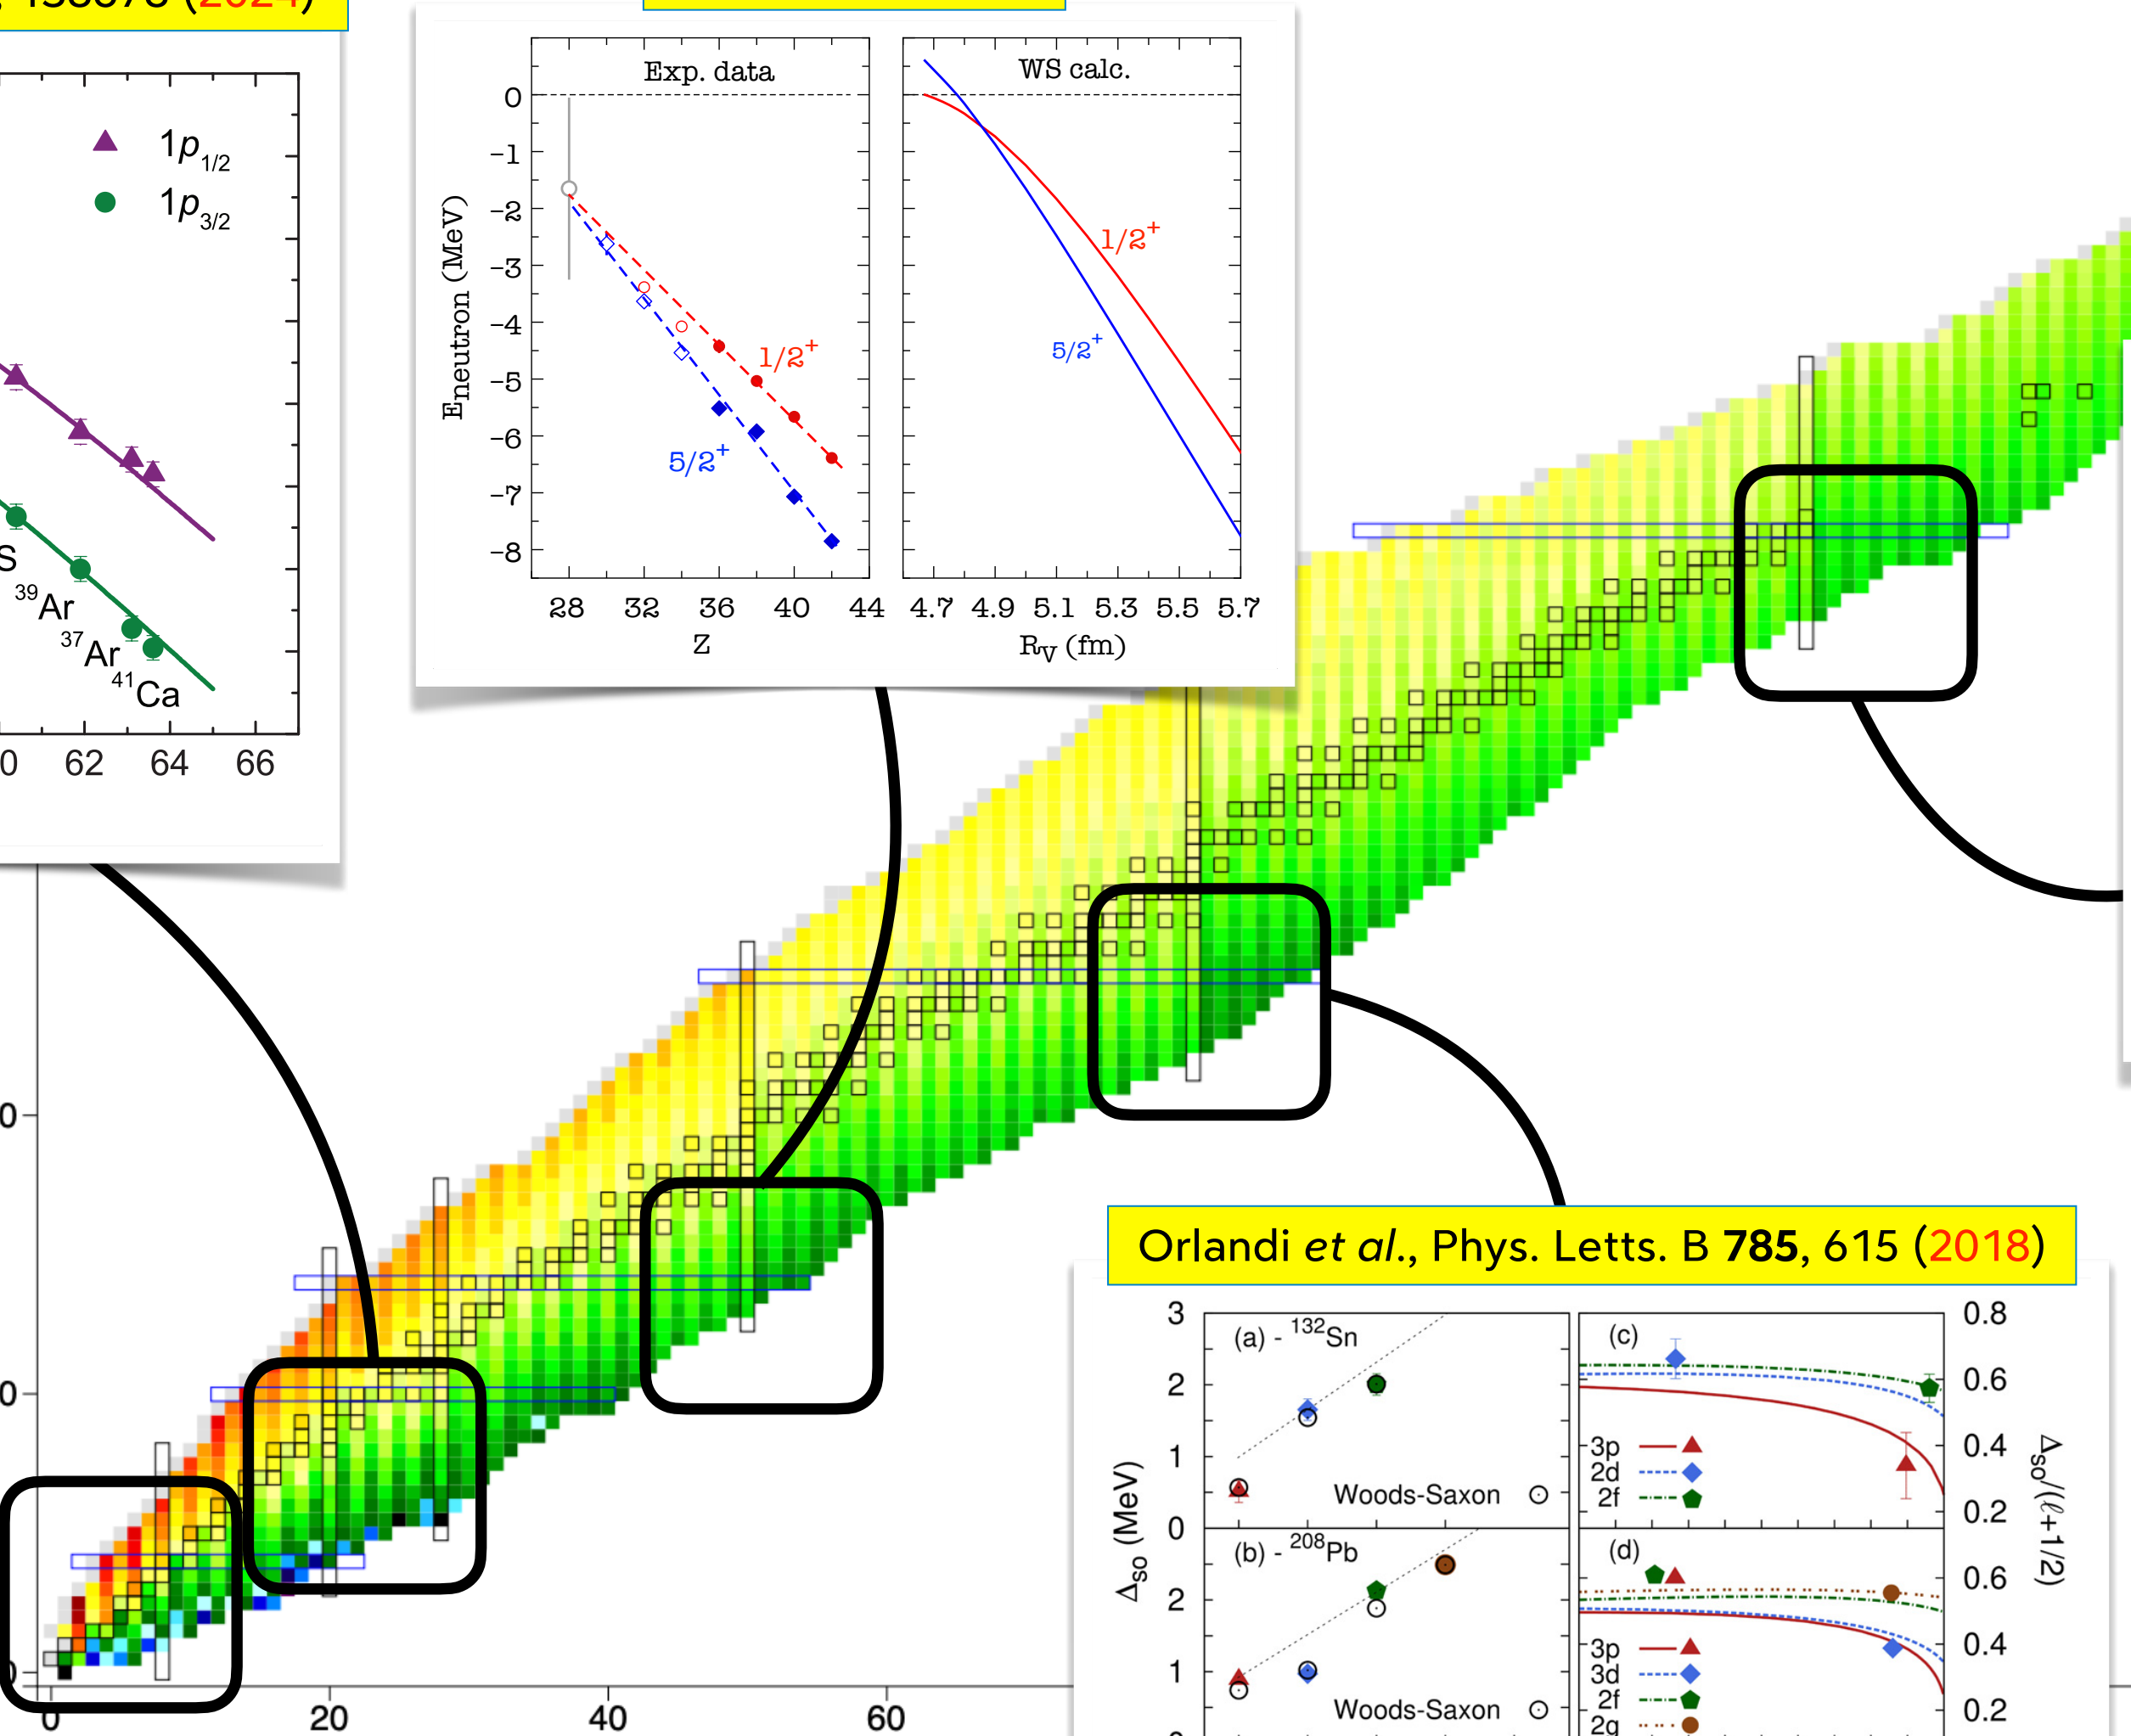 (2024)
1p1/2
1p3/2
39Ar
37Ar
41Ca
62 64 66
Exp. data
WS calc.
0
−1
−2
−3
−4
−5
−6
−7
−8
Eneutron (MeV)
1/2+
5/2+
1/2+
5/2+
28 32 36 40 44
4.7 4.9 5.1 5.3 5.5 5.7
Z
RV (fm)
Orlandi et al., Phys. Letts. B 785, 615 (2018)
3
2
1
0
2
1
ΔSO (MeV)
(a) - 132Sn
Woods-Saxon
(b) - 208Pb
Woods-Saxon
(c)
3p
2d
2f
(d)
3p
3d
2f
2g
0.8
0.6
0.4
0.2
0.6
0.4
0.2
ΔSO/(ℓ+1/2)
0 20 40 60